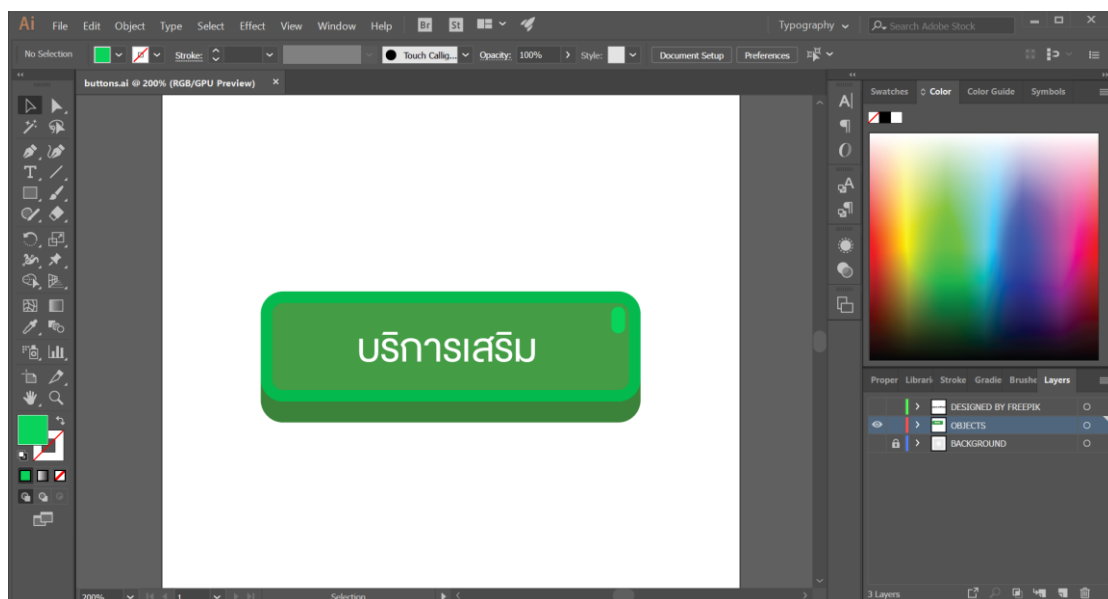 Ai File Edit Object Type Select Effect View Window Help Br St Typography Search Adobe Stock
No Selection Stroke: Touch Callig... Opacity: 100% Style: Document Setup Preferences
buttons.ai @ 200% (RGB/GPU Preview)
Swatches Color Color Guide Symbols
บริการเสริม
Proper Librari Stroke Gradie Brushe Layers
DESIGNED BY FREEPIK
OBJECTS
BACKGROUND
200% 1 Selection
3 Layers